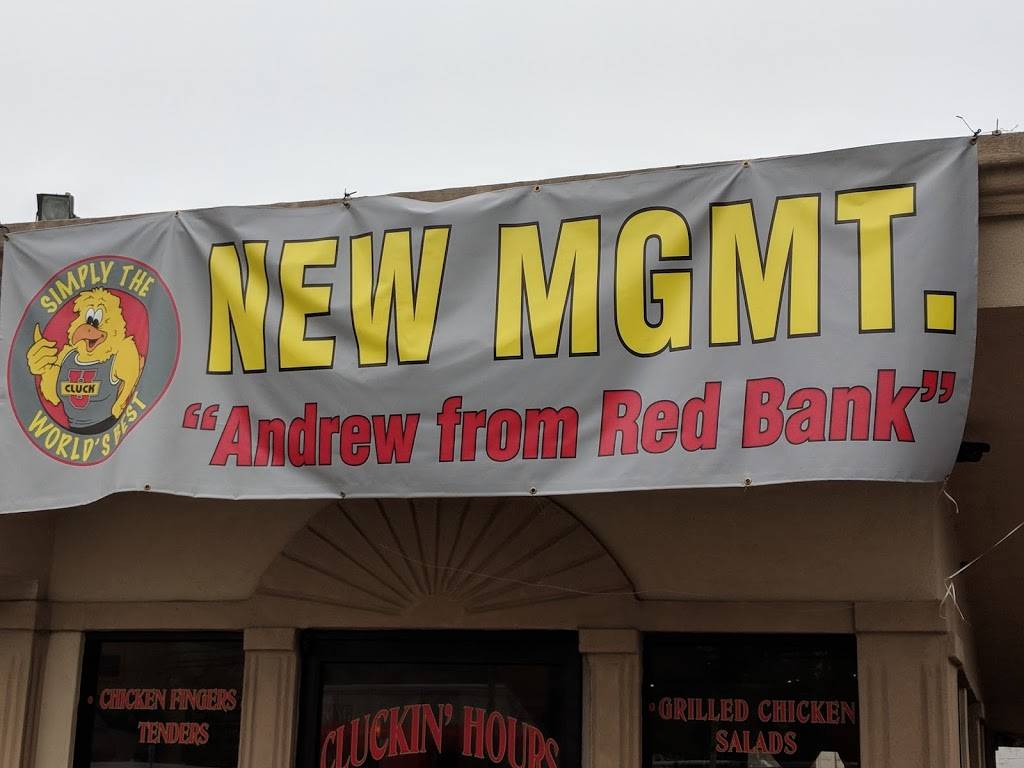 SIMPLY THE
CLUCK
U
WORLD'S BEST
NEW MGMT.
"Andrew from Red Bank"
• CHICKEN FINGERS
TENDERS
CLUCKIN' HOURS
• GRILLED CHICKEN
SALADS